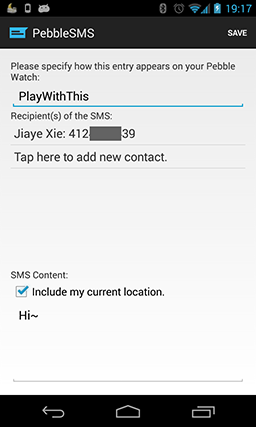 19:17
PebbleSMS
SAVE
Please specify how this entry appears on your Pebble
Watch:
PlayWithThis
Recipient(s) of the SMS:
Jiaye Xie: 412 39
Tap here to add new contact.
SMS Content:
Include my current location.
Hi~